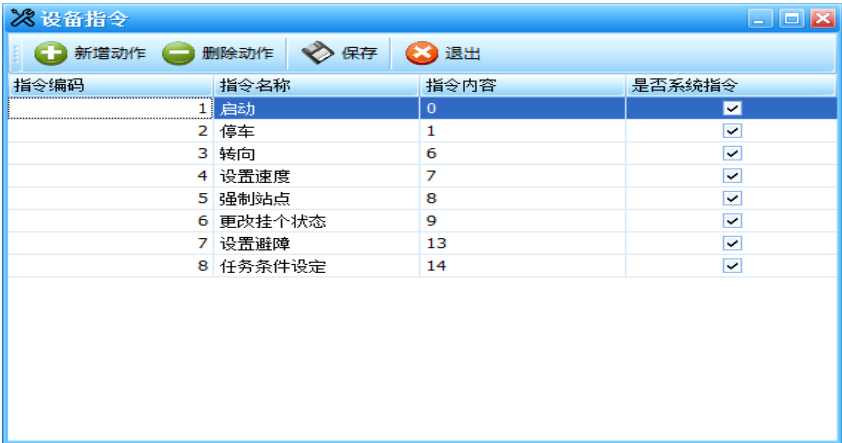 设备指令
新增动作 删除动作 保存 退出
指令编码 指令名称 指令内容 是否系统指令
1 启动 0
2 停车 1
3 转向 6
4 设置速度 7
5 强制站点 8
6 更改挂个状态 9
7 设置避障 13
8 任务条件设定 14